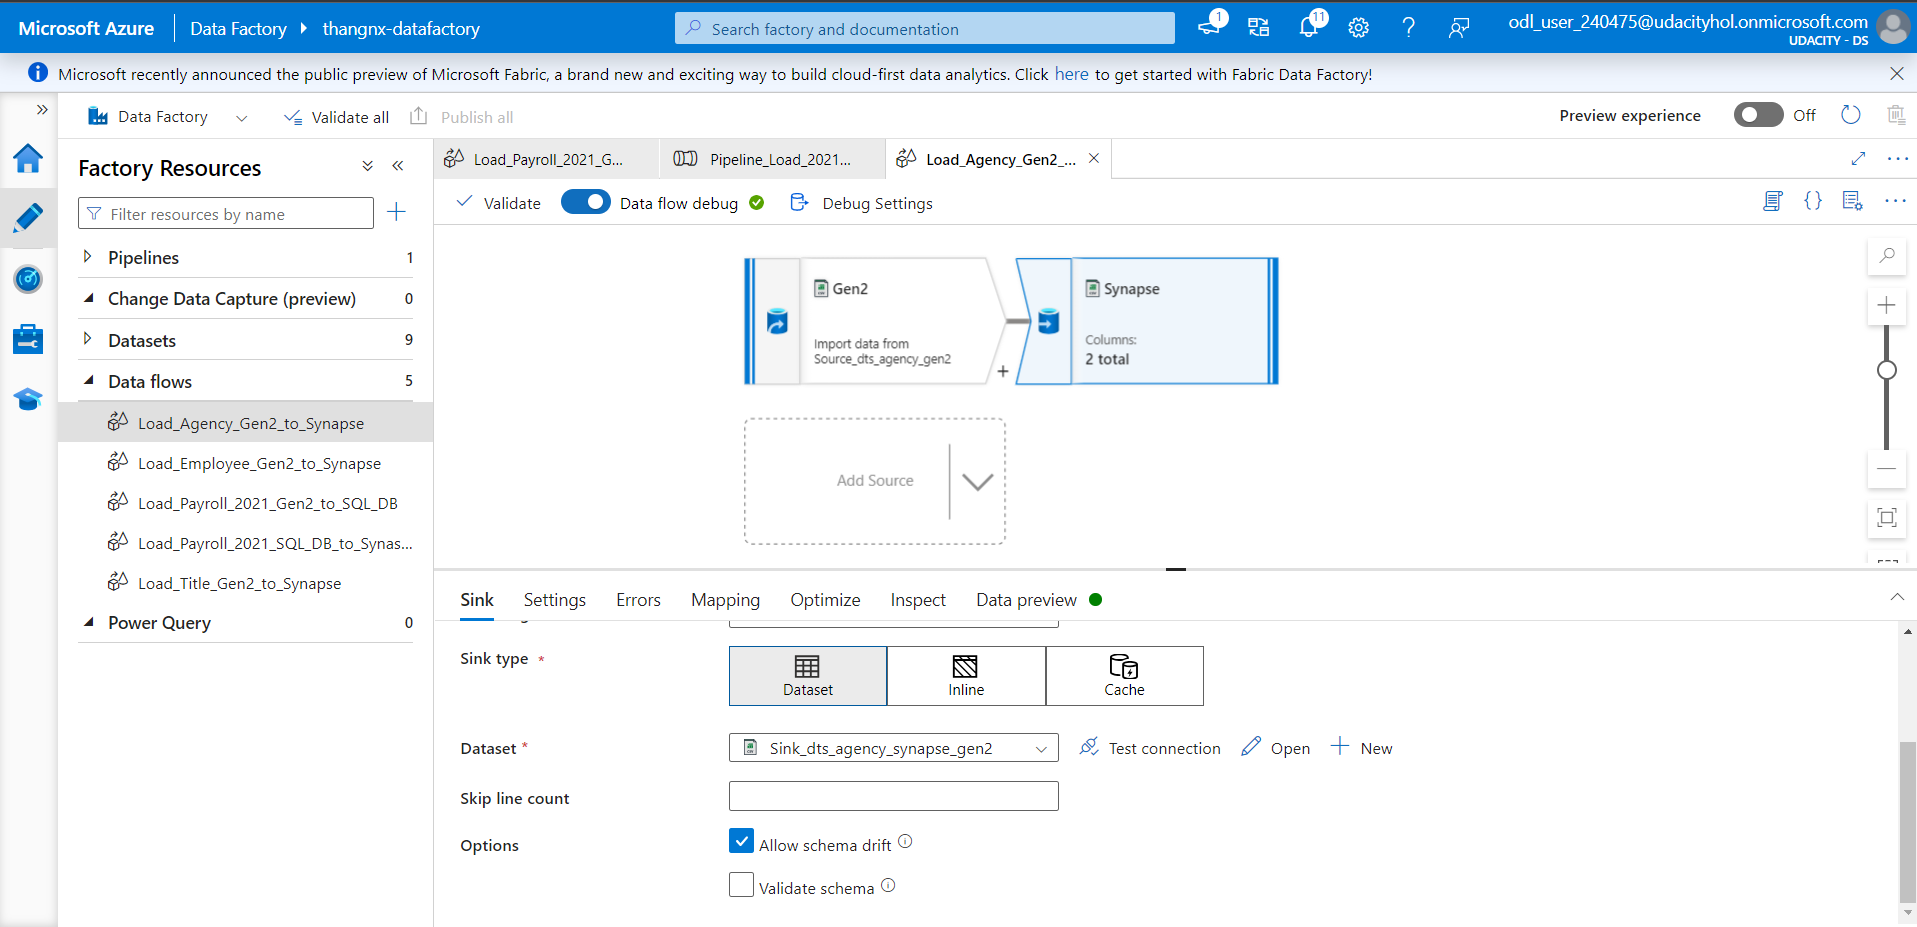 Microsoft Azure
Data Factory
thangnx-datafactory
Search factory and documentation
1
11
odl_user_240475@udacityhol.onmicrosoft.com
UDACITY - DS
Microsoft recently announced the public preview of Microsoft Fabric, a brand new and exciting way to build cloud-first data analytics. Click here to get started with Fabric Data Factory!
Data Factory
Validate all
Publish all
Preview experience
Off
Factory Resources
Filter resources by name
Pipelines 1
Change Data Capture (preview) 0
Datasets 9
Data flows 5
Load_Agency_Gen2_to_Synapse
Load_Employee_Gen2_to_Synapse
Load_Payroll_2021_Gen2_to_SQL_DB
Load_Payroll_2021_SQL_DB_to_Synas...
Load_Title_Gen2_to_Synapse
Power Query 0
Load_Payroll_2021_G...
Pipeline_Load_2021...
Load_Agency_Gen2_...
Validate
Data flow debug
Debug Settings
Gen2
Import data from
Source_dts_agency_gen2
Synapse
Columns:
2 total
Add Source
Sink
Settings
Errors
Mapping
Optimize
Inspect
Data preview
Sink type *
Dataset
Inline
Cache
Dataset *
Sink_dts_agency_synapse_gen2
Test connection
Open
New
Skip line count
Options
Allow schema drift
Validate schema